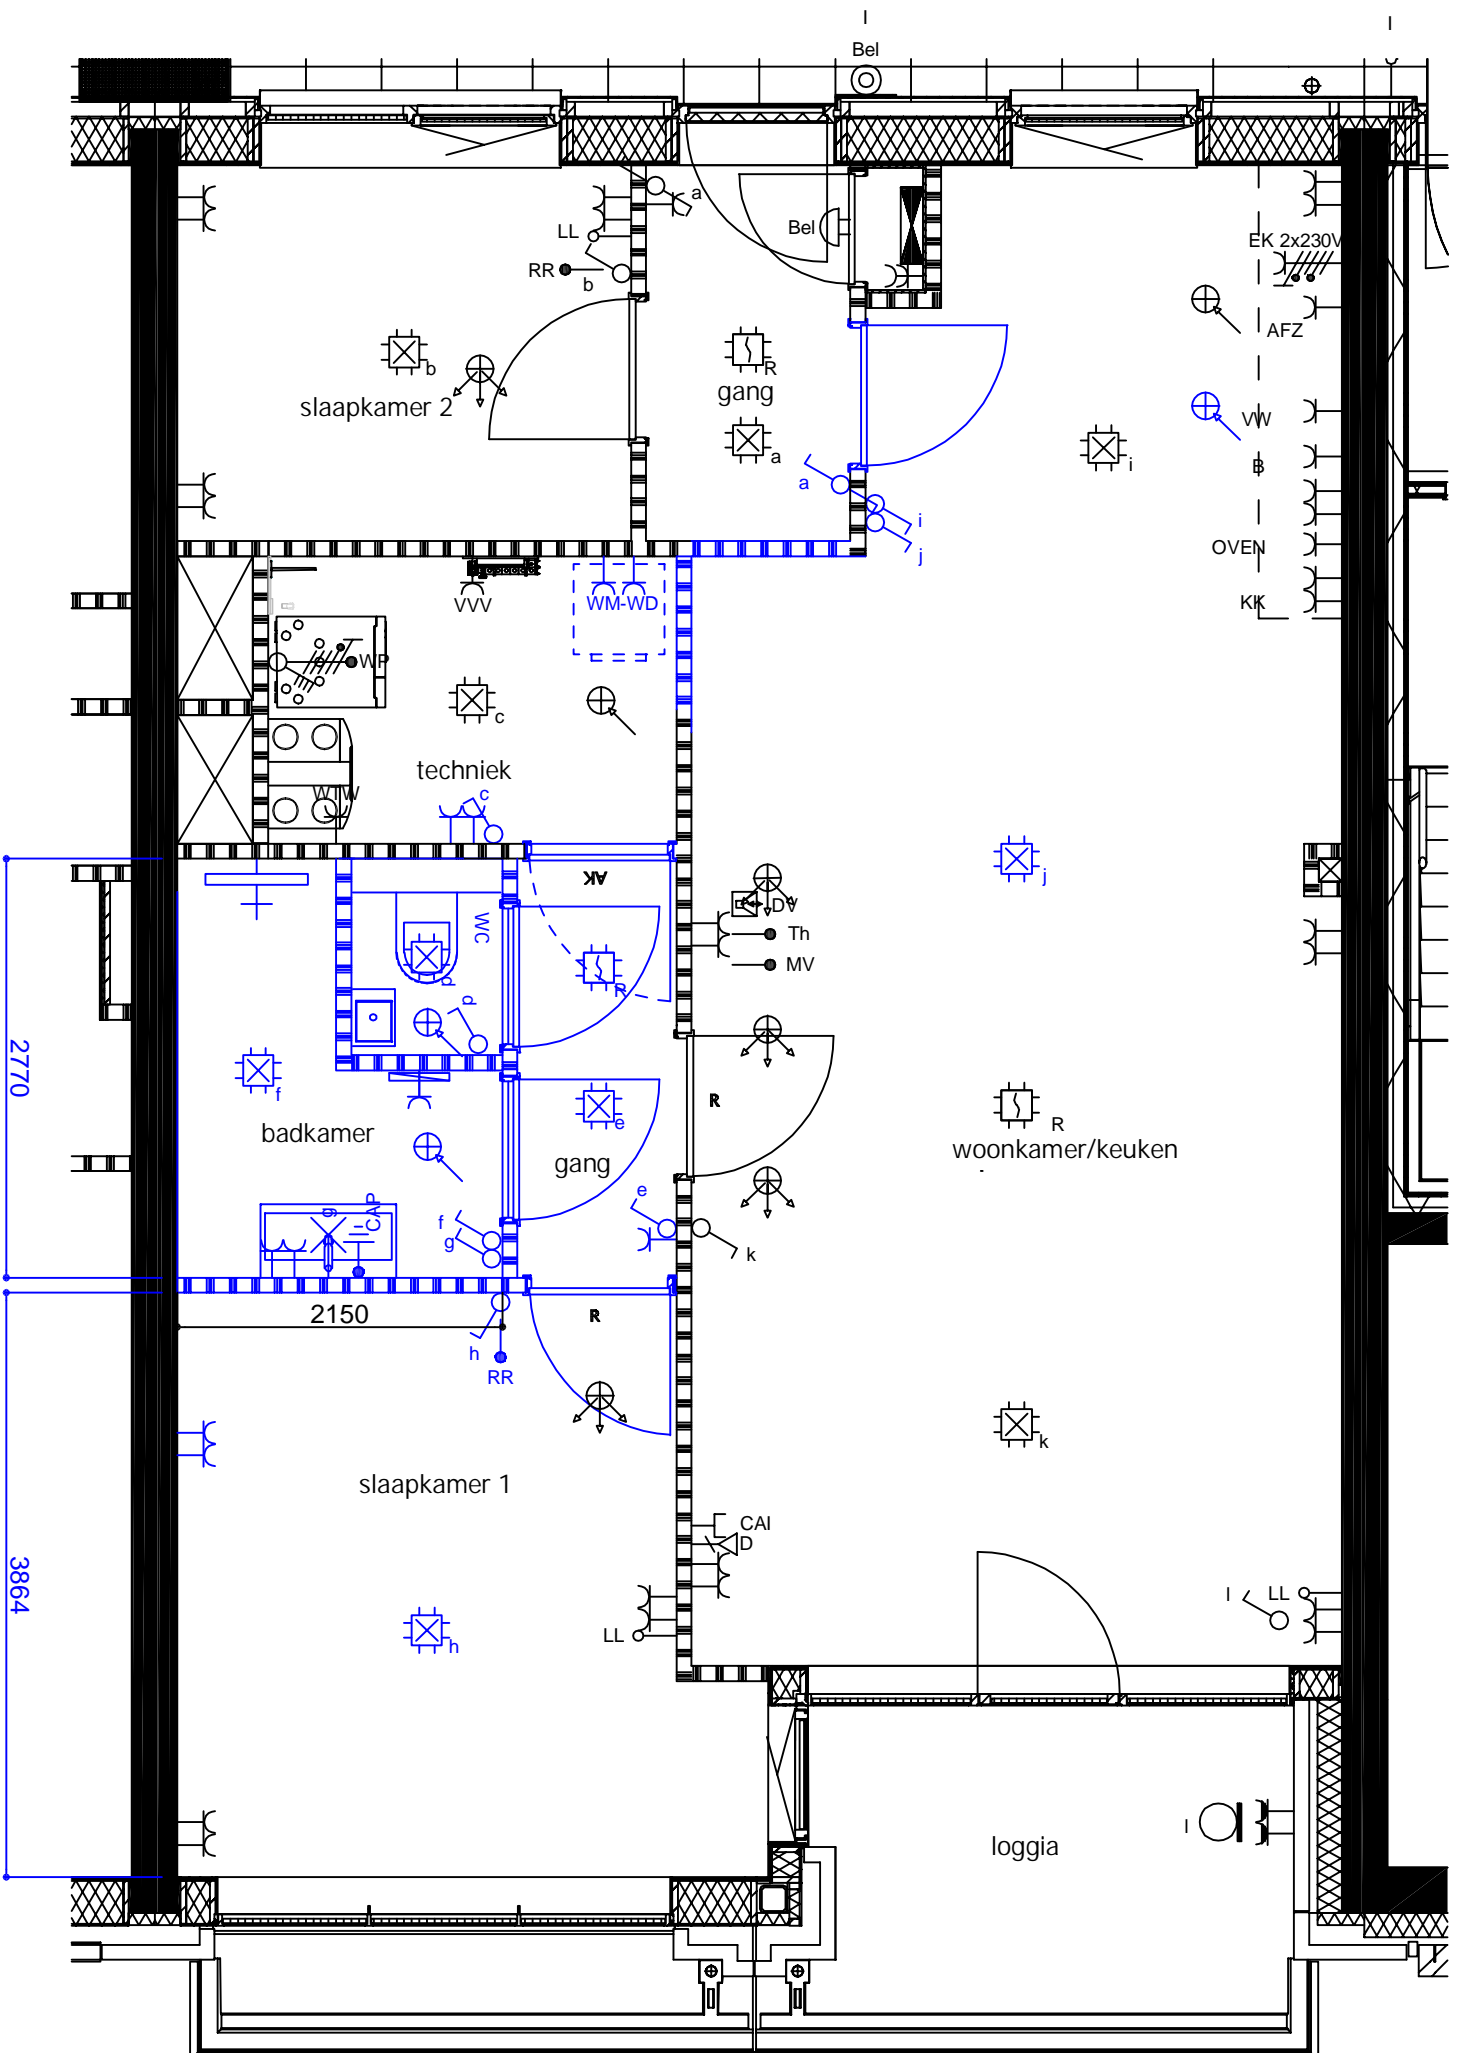 I
I
Bel
a
Bel
LL
RR
b
EK 2x230V
AFZ
R
b
slaapkamer 2
gang
VW
a
i
B
a
i
j
OVEN
KK
VVV
WM-WD
WP
c
techniek
WTW
c
AK
j
WC
DV
Th
MV
d
R
d
2770
f
R
e
R
badkamer
gang
woonkamer/keuken
CAP
g
e
f
g
k
2150
R
h
RR
k
slaapkamer 1
CAI
D
3864
l
LL
LL
h
l
loggia